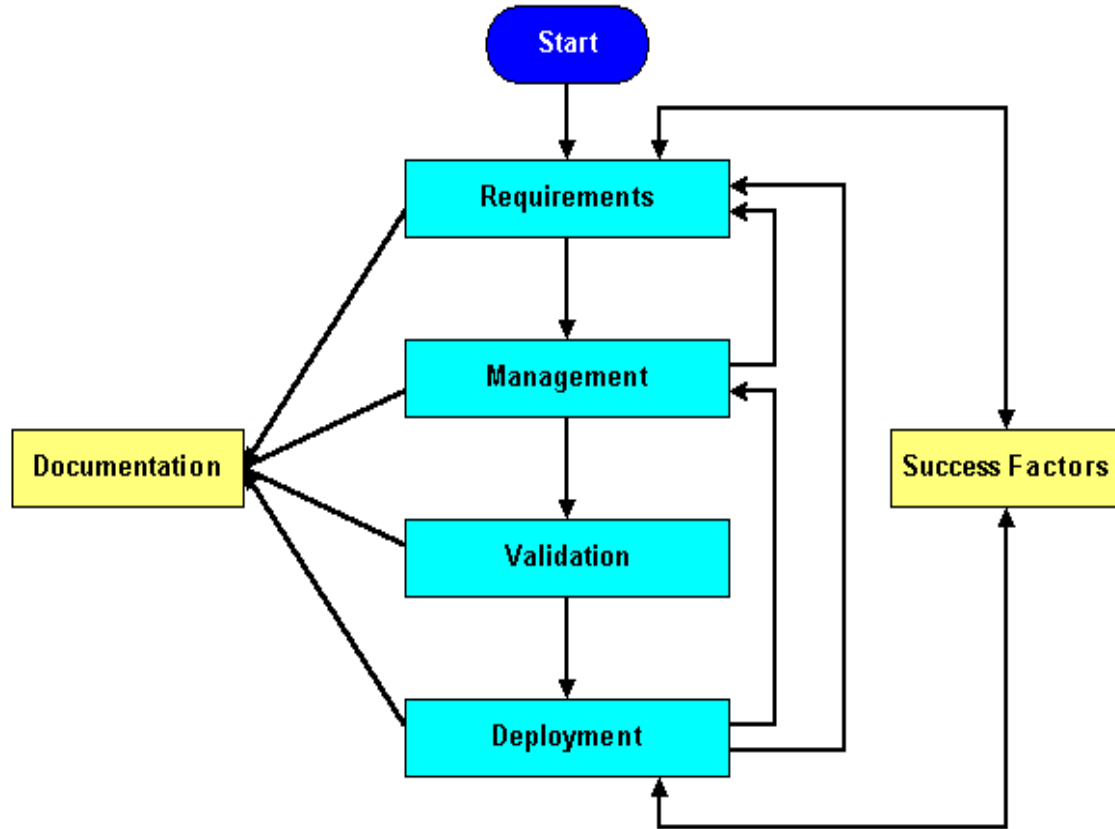 Start
Requirements
Management
Documentation
Success Factors
Validation
Deployment